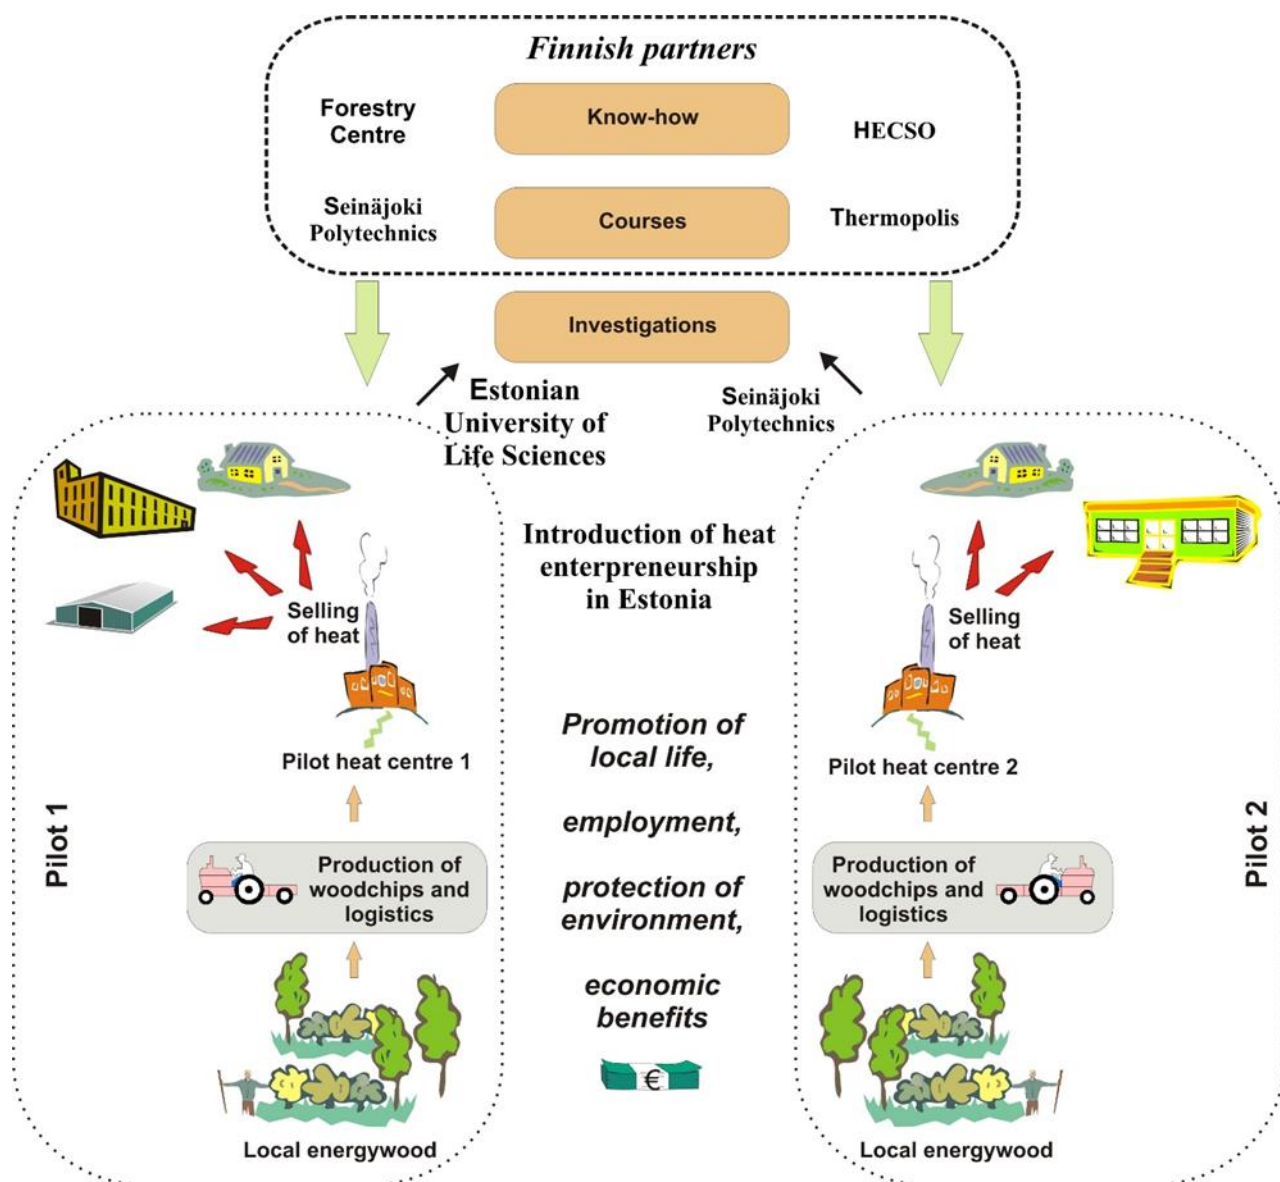 Finnish partners
Forestry
Centre
Know-how
HECSO
Seinäjoki
Polytechnics
Courses
Thermopolis
Investigations
Estonian
University of
Life Sciences
Seinäjoki
Polytechnics
Introduction of heat
enterpreneurship
in Estonia
Promotion of
local life,
employment,
protection of
environment,
economic
benefits
€
Pilot 1
Selling
of heat
Pilot heat centre 1
Production of
woodchips and
logistics
Local energywood
Pilot 2
Selling
of heat
Pilot heat centre 2
Production of
woodchips and
logistics
Local energywood